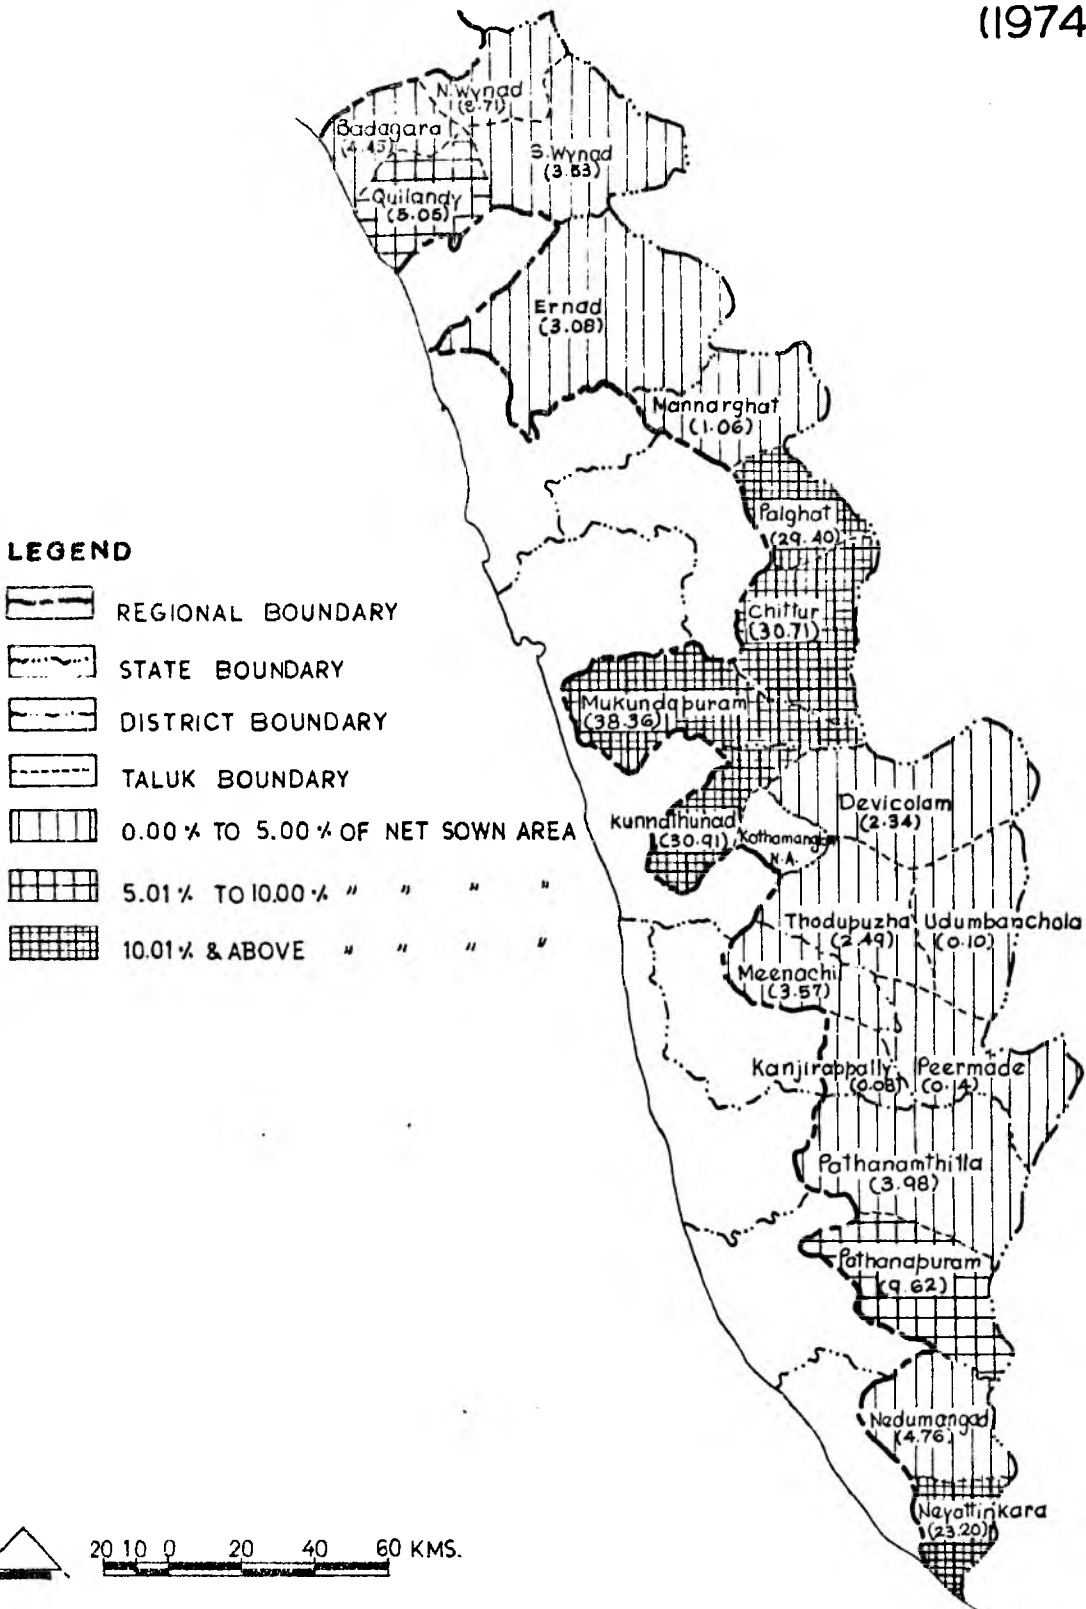 (1974
N. Wynad
(2.71)
Badagara
(4.45)
S. Wynad
(3.53)
Quilandy
(5.05)
Ernad
(3.08)
Mannarghat
(1.06)
Palghat
(29.40)
Chittur
(30.71)
Mukundapuram
(38.36)
Devicolam
(2.34)
Kunnathunad
(30.91)
Kothamangalam
N.A.
Thodupuzha
(2.49)
Udumbanchola
(0.10)
Meenachi
(3.57)
Kanjirappally
(0.08)
Peermade
(0.14)
Pathanamthitta
(3.98)
Pathanapuram
(9.62)
Nedumangad
(4.76)
Neyattinkara
(23.20)
LEGEND
REGIONAL BOUNDARY
STATE BOUNDARY
DISTRICT BOUNDARY
TALUK BOUNDARY
0.00 % TO 5.00 % OF NET SOWN AREA
5.01 % TO 10.00 % " " " "
10.01 % & ABOVE " " " "
20 10 0 20 40 60 KMS.